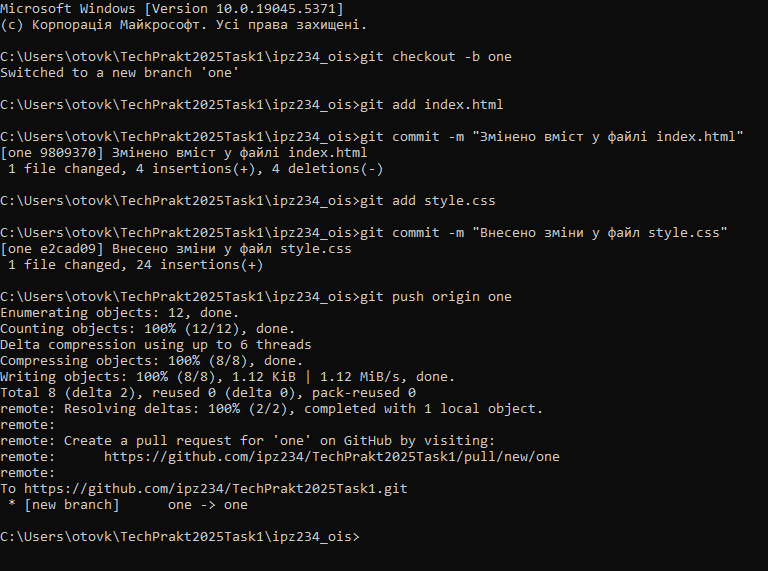 Microsoft Windows [Version 10.0.19045.5371]
(c) Корпорація Майкрософт. Усі права захищені.
C:\Users\otovk\TechPrakt2025Task1\ipz234_ois>git checkout -b one
Switched to a new branch 'one'
C:\Users\otovk\TechPrakt2025Task1\ipz234_ois>git add index.html
C:\Users\otovk\TechPrakt2025Task1\ipz234_ois>git commit -m "Змінено вміст у файлі index.html"
[one 9809370] Змінено вміст у файлі index.html
 1 file changed, 4 insertions(+), 4 deletions(-)
C:\Users\otovk\TechPrakt2025Task1\ipz234_ois>git add style.css
C:\Users\otovk\TechPrakt2025Task1\ipz234_ois>git commit -m "Внесено зміни у файл style.css"
[one e2cad09] Внесено зміни у файл style.css
 1 file changed, 24 insertions(+)
C:\Users\otovk\TechPrakt2025Task1\ipz234_ois>git push origin one
Enumerating objects: 12, done.
Counting objects: 100% (12/12), done.
Delta compression using up to 6 threads
Compressing objects: 100% (8/8), done.
Writing objects: 100% (8/8), 1.12 KiB | 1.12 MiB/s, done.
Total 8 (delta 2), reused 0 (delta 0), pack-reused 0
remote: Resolving deltas: 100% (2/2), completed with 1 local object.
remote:
remote: Create a pull request for 'one' on GitHub by visiting:
remote:      https://github.com/ipz234/TechPrakt2025Task1/pull/new/one
remote:
To https://github.com/ipz234/TechPrakt2025Task1.git
 * [new branch]      one -> one
C:\Users\otovk\TechPrakt2025Task1\ipz234_ois>